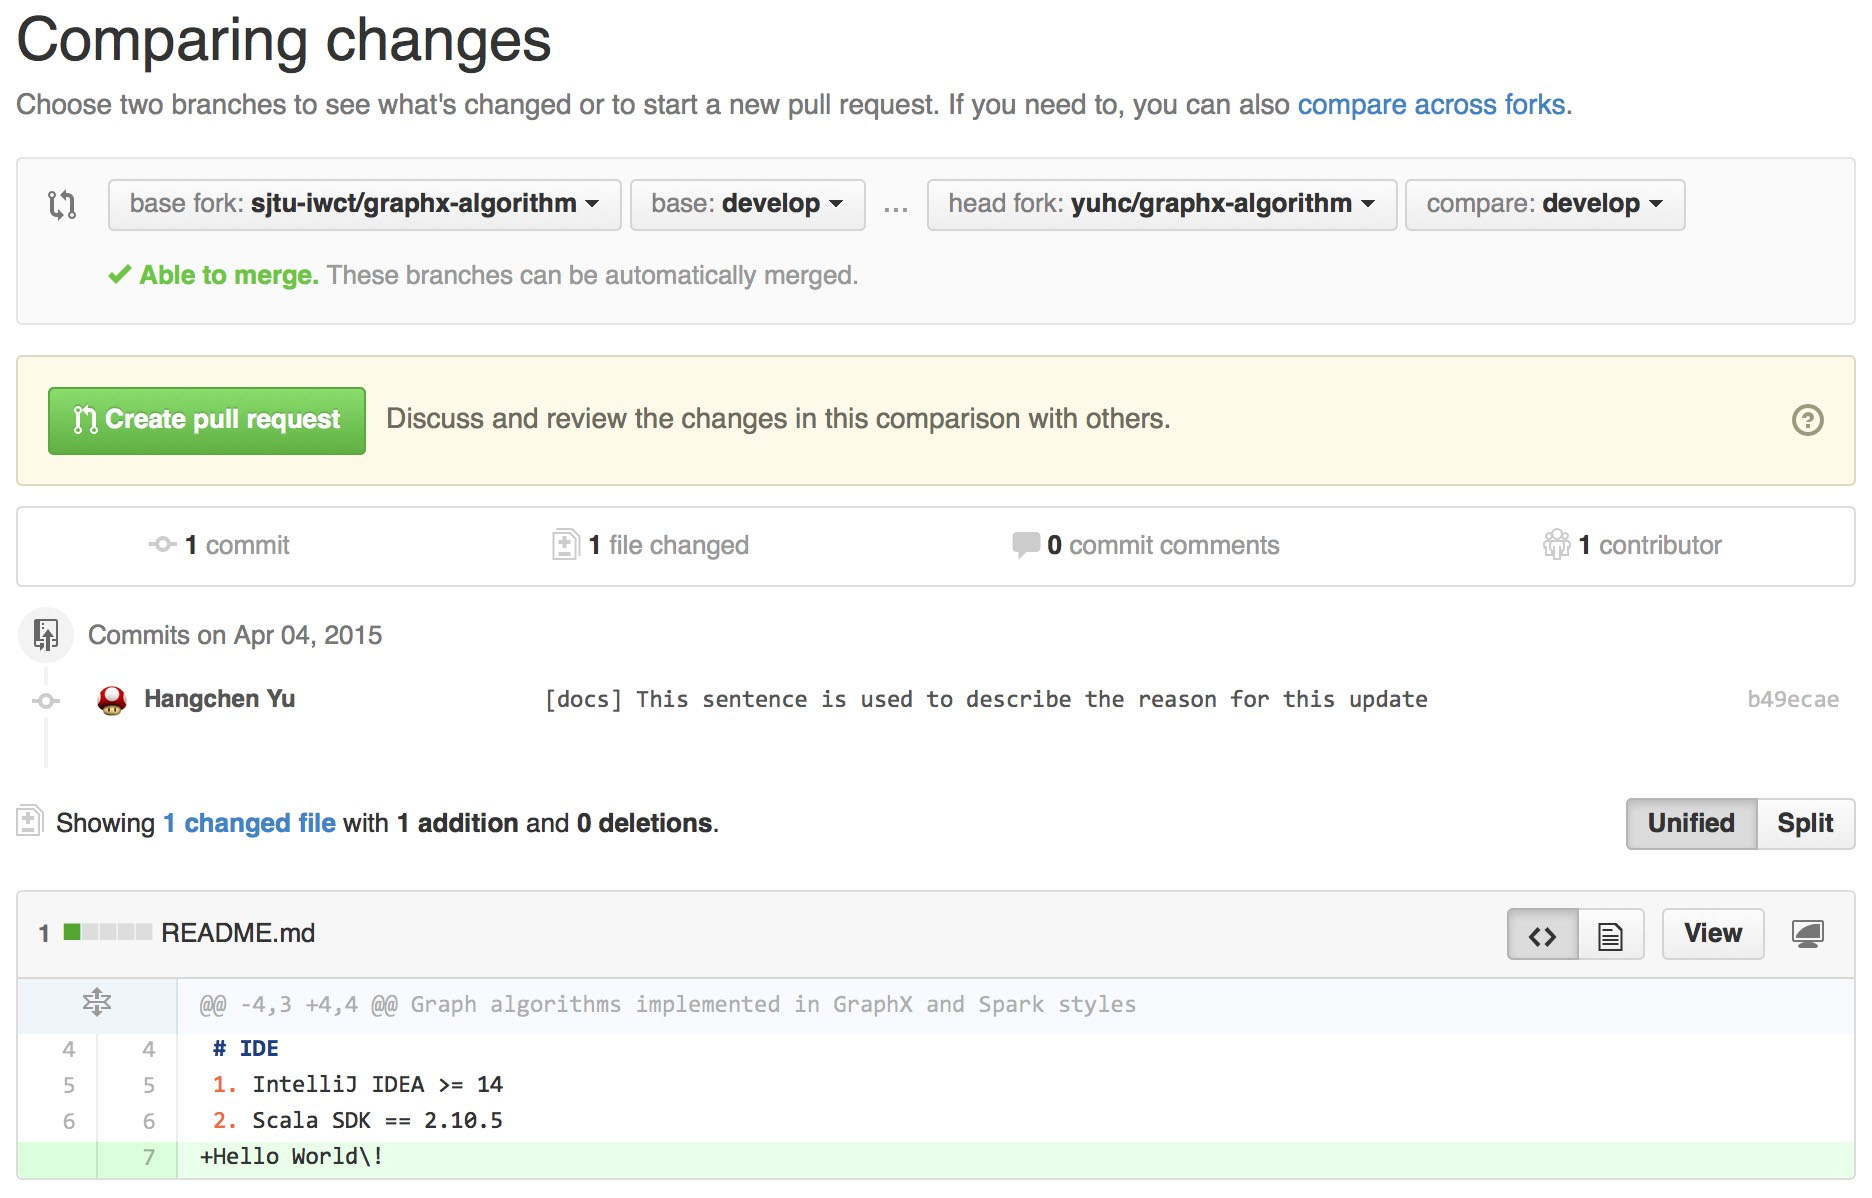 Comparing changes
Choose two branches to see what's changed or to start a new pull request. If you need to, you can also compare across forks.
base fork: sjtu-iwct/graphx-algorithm base: develop ... head fork: yuhc/graphx-algorithm compare: develop
Able to merge. These branches can be automatically merged.
Create pull request Discuss and review the changes in this comparison with others. ?
1 commit 1 file changed 0 commit comments 1 contributor
Commits on Apr 04, 2015
Hangchen Yu [docs] This sentence is used to describe the reason for this update b49ecae
Showing 1 changed file with 1 addition and 0 deletions. Unified Split
1 README.md <> View
@@ -4,3 +4,4 @@ Graph algorithms implemented in GraphX and Spark styles
4 4 # IDE
5 5 1. IntelliJ IDEA >= 14
6 6 2. Scala SDK == 2.10.5
7 +Hello World\!